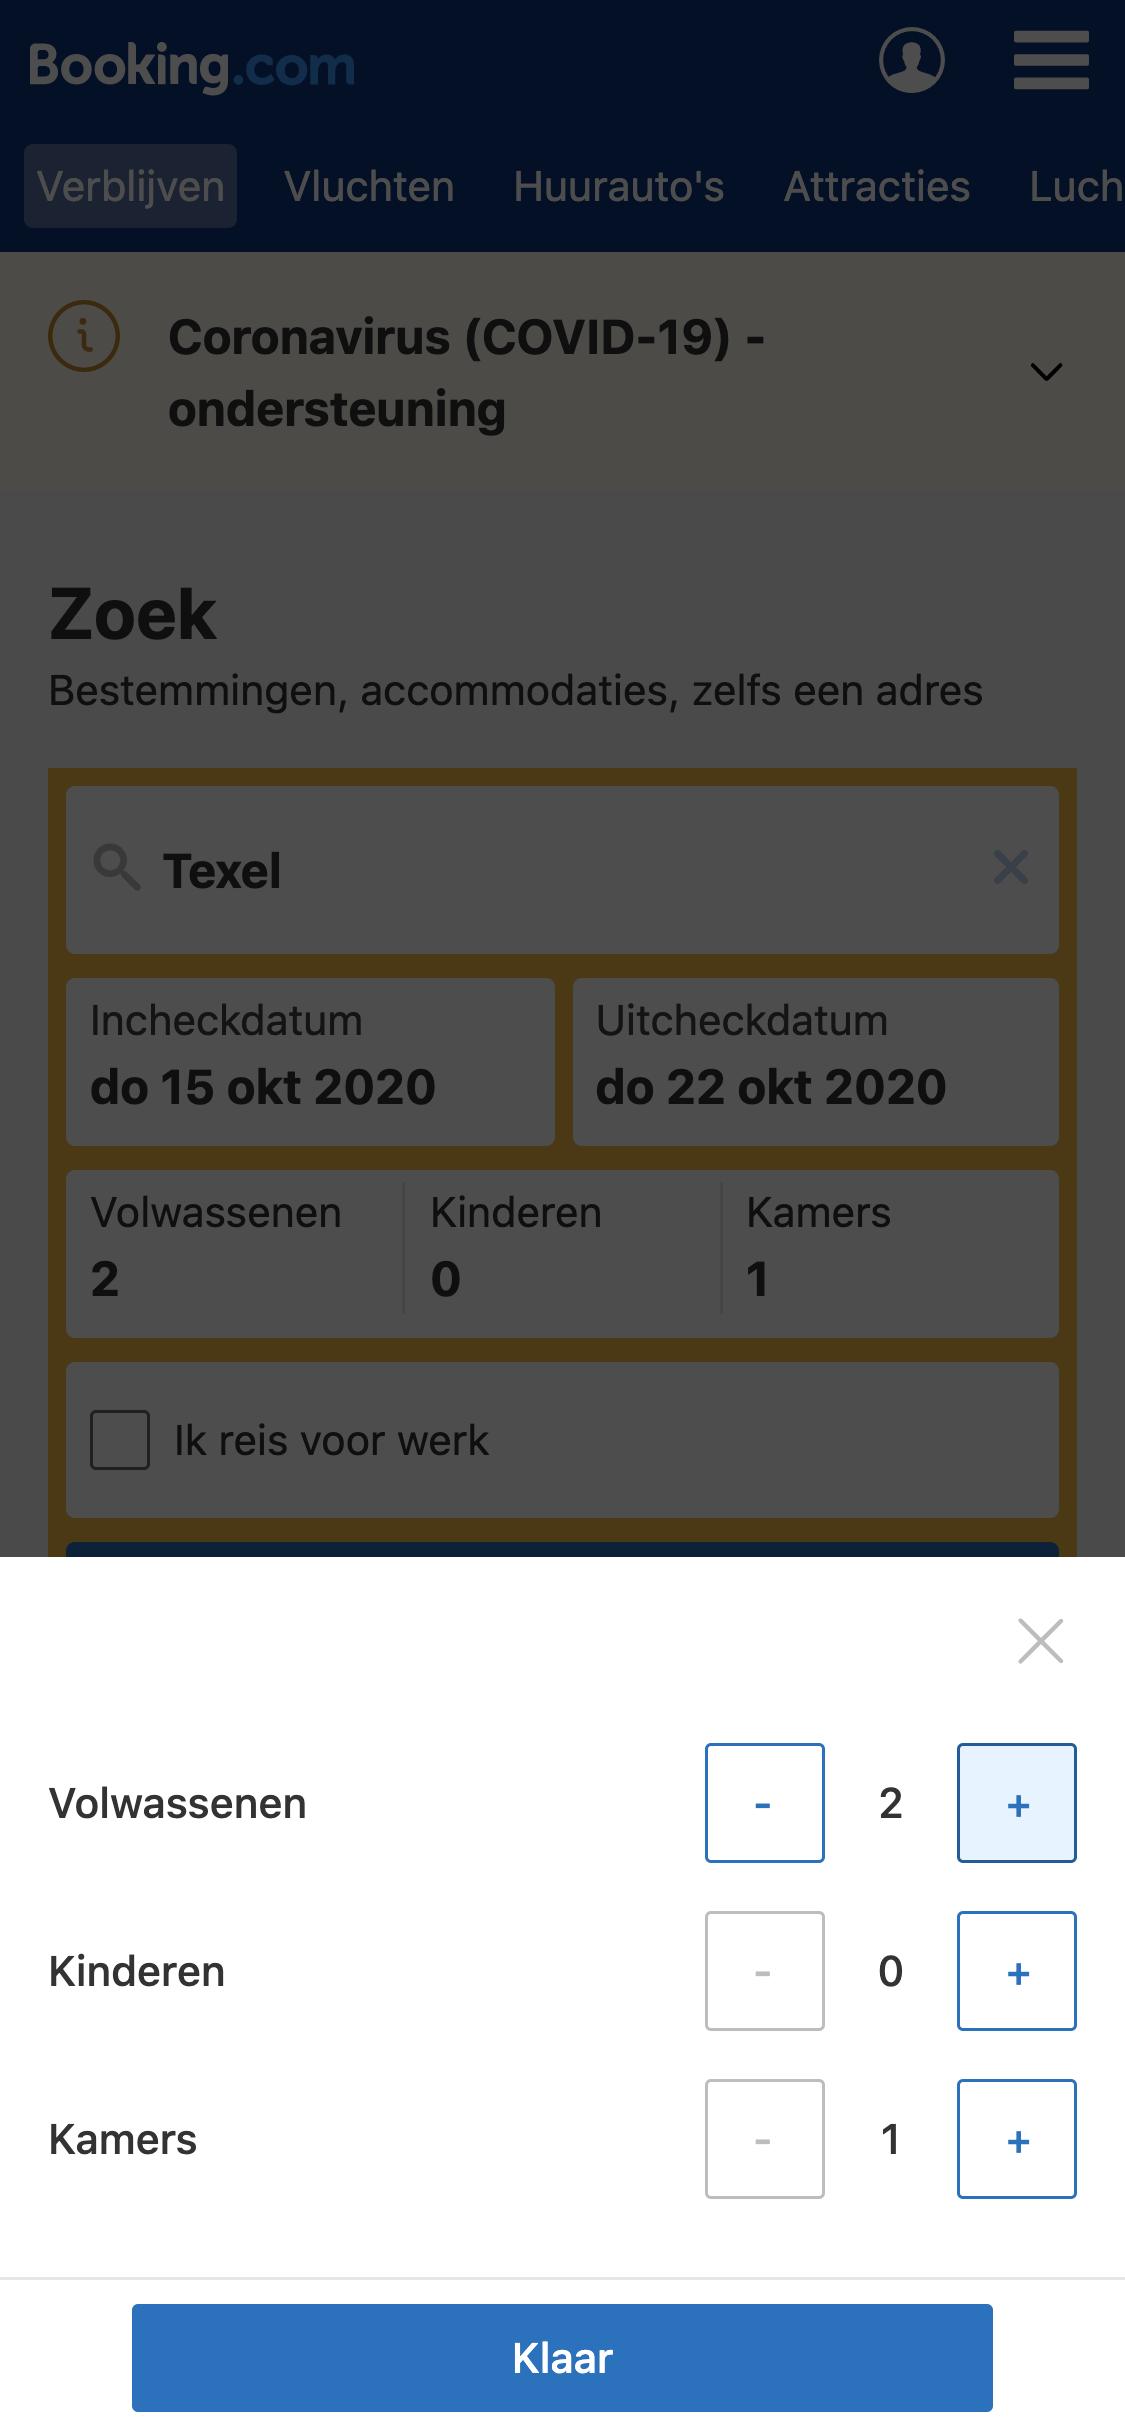 Booking.com
Verblijven Vluchten Huurauto's Attracties Luch
Coronavirus (COVID-19) -
ondersteuning
Zoek
Bestemmingen, accommodaties, zelfs een adres
Texel
Incheckdatum Uitcheckdatum
do 15 okt 2020 do 22 okt 2020
Volwassenen Kinderen Kamers
2 0 1
Ik reis voor werk
Volwassenen - 2 +
Kinderen - 0 +
Kamers - 1 +
Klaar